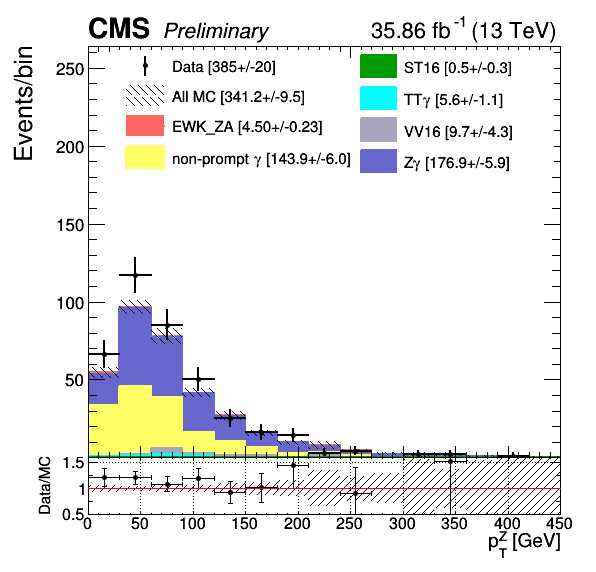 CMS Preliminary 35.86 fb⁻¹ (13 TeV)
Events/bin
250
200
150
100
50
Data [385+/-20]
All MC [341.2+/-9.5]
EWK_ZA [4.50+/-0.23]
non-prompt γ [143.9+/-6.0]
ST16 [0.5+/-0.3]
TTγ [5.6+/-1.1]
VV16 [9.7+/-4.3]
Zγ [176.9+/-5.9]
Data/MC
1.5
1
0.5
0 50 100 150 200 250 300 350 400 450
p_T^Z [GeV]